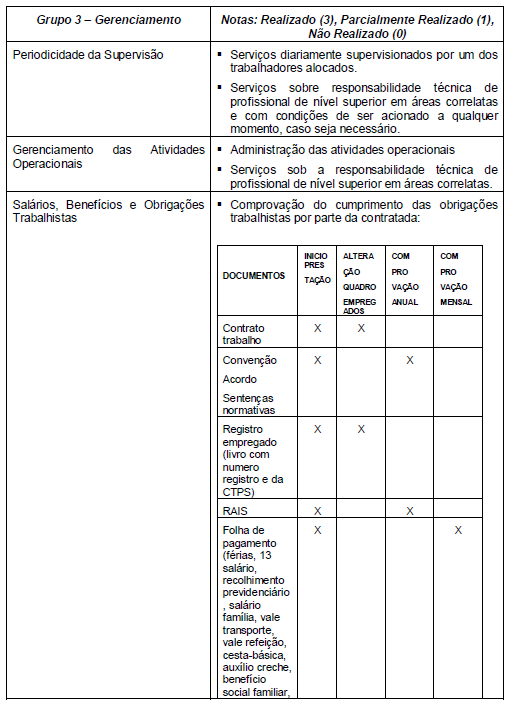 Grupo 3 – Gerenciamento
Notas: Realizado (3), Parcialmente Realizado (1),
Não Realizado (0)
Periodicidade da Supervisão
▪ Serviços diariamente supervisionados por um dos
trabalhadores alocados.
▪ Serviços sobre responsabilidade técnica de
profissional de nível superior em áreas correlatas
e com condições de ser acionado a qualquer
momento, caso seja necessário.
Gerenciamento das Atividades
Operacionais
▪ Administração das atividades operacionais
▪ Serviços sob a responsabilidade técnica de
profissional de nível superior em áreas correlatas.
Salários, Benefícios e Obrigações
Trabalhistas
▪ Comprovação do cumprimento das obrigações
trabalhistas por parte da contratada:
DOCUMENTOS
INICIO
PRES
TAÇÃO
ALTERA
ÇÃO
QUADRO
EMPREG
ADOS
COM
PRO
VAÇÃO
ANUAL
COM
PRO
VAÇÃO
MENSAL
Contrato
trabalho
X X
Convenção
Acordo
Sentenças
normativas
X X
Registro
empregado
(livro com
numero
registro e da
CTPS)
X X
RAIS X X
Folha de
pagamento
(férias, 13
salário,
recolhimento
previdenciário
, salário
família, vale
transporte,
vale refeição,
cesta-básica,
auxílio creche,
benefício
social familiar,
X X